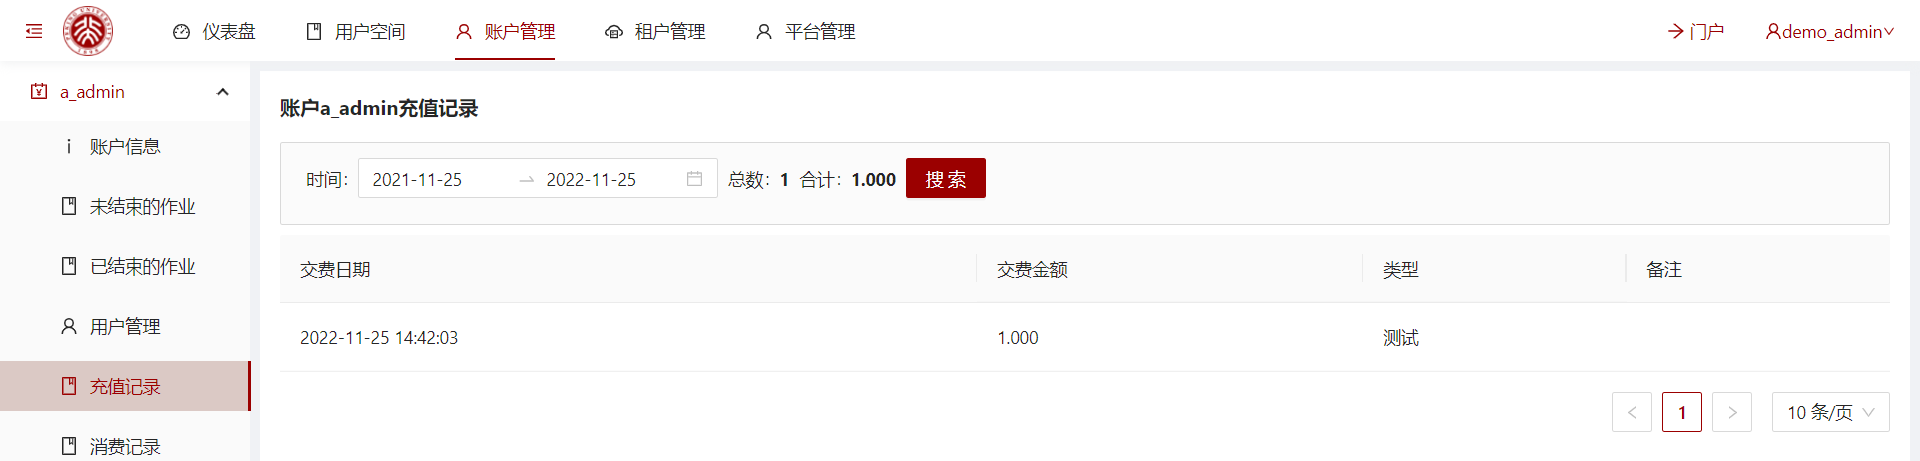 仪表盘 用户空间 账户管理 租户管理 平台管理 门户 demo_admin
a_admin
账户信息
未结束的作业
已结束的作业
用户管理
充值记录
消费记录
账户a_admin充值记录
时间: 2021-11-25 → 2022-11-25 总数: 1 合计: 1.000 搜 索
交费日期 交费金额 类型 备注
2022-11-25 14:42:03 1.000 测试
< 1 > 10 条/页